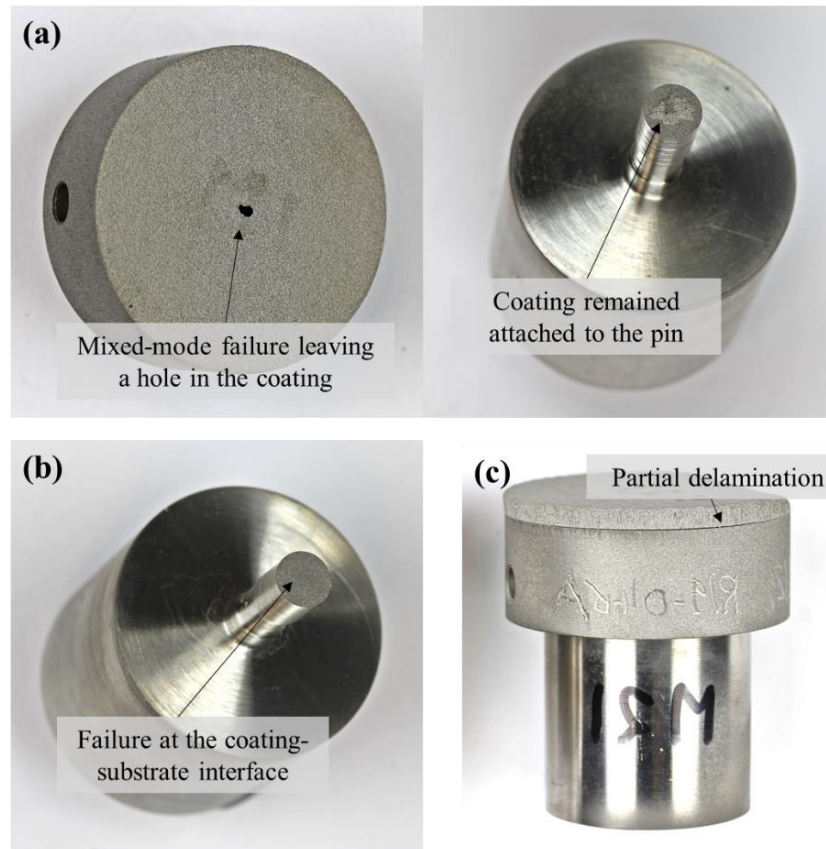 (a)
Mixed-mode failure leaving
a hole in the coating
Coating remained
attached to the pin
(b)
Failure at the coating-
substrate interface
(c)
Partial delamination